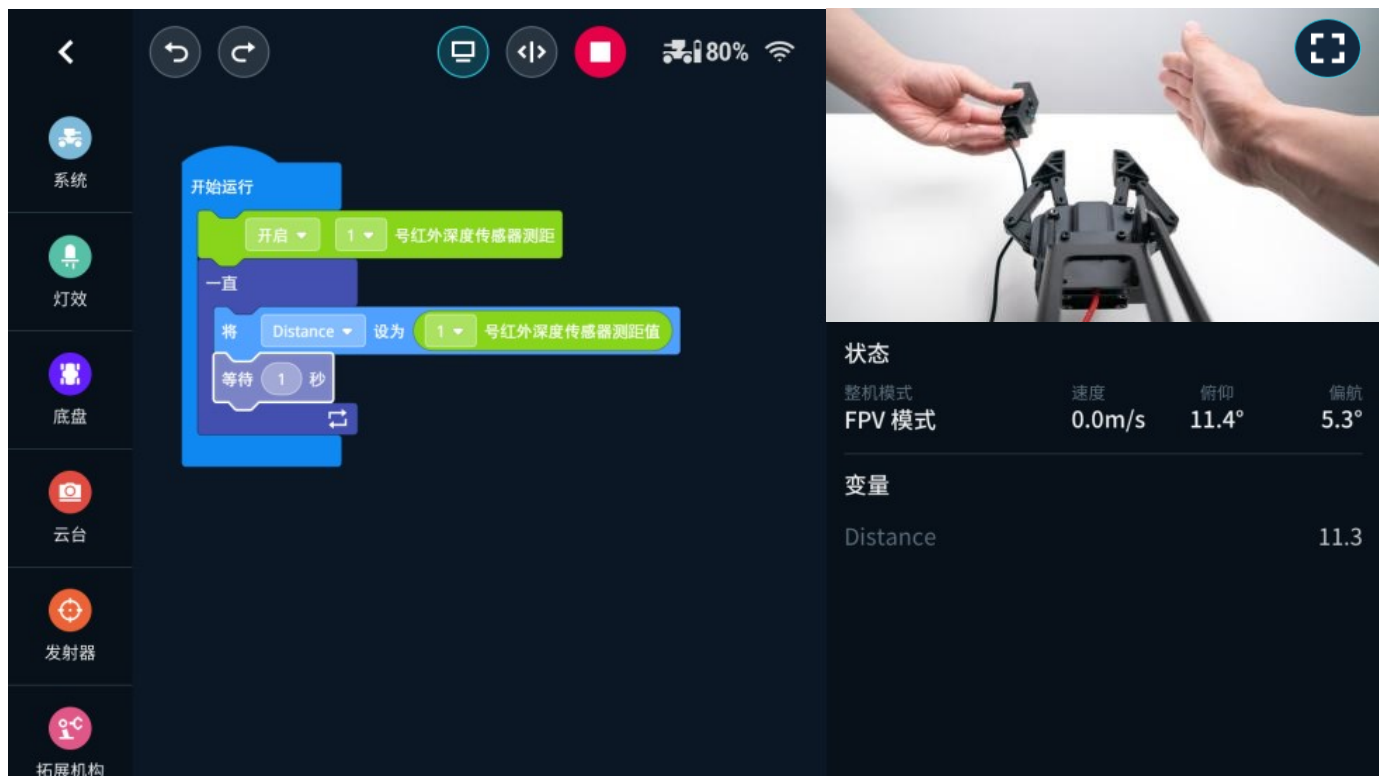 80%
系统
灯效
底盘
云台
发射器
拓展机构
开始运行
开启 1 号红外深度传感器测距
一直
将 Distance 设为 1 号红外深度传感器测距值
等待 1 秒
状态
整机模式 速度 俯仰 偏航
FPV 模式 0.0m/s 11.4° 5.3°
变量
Distance 11.3